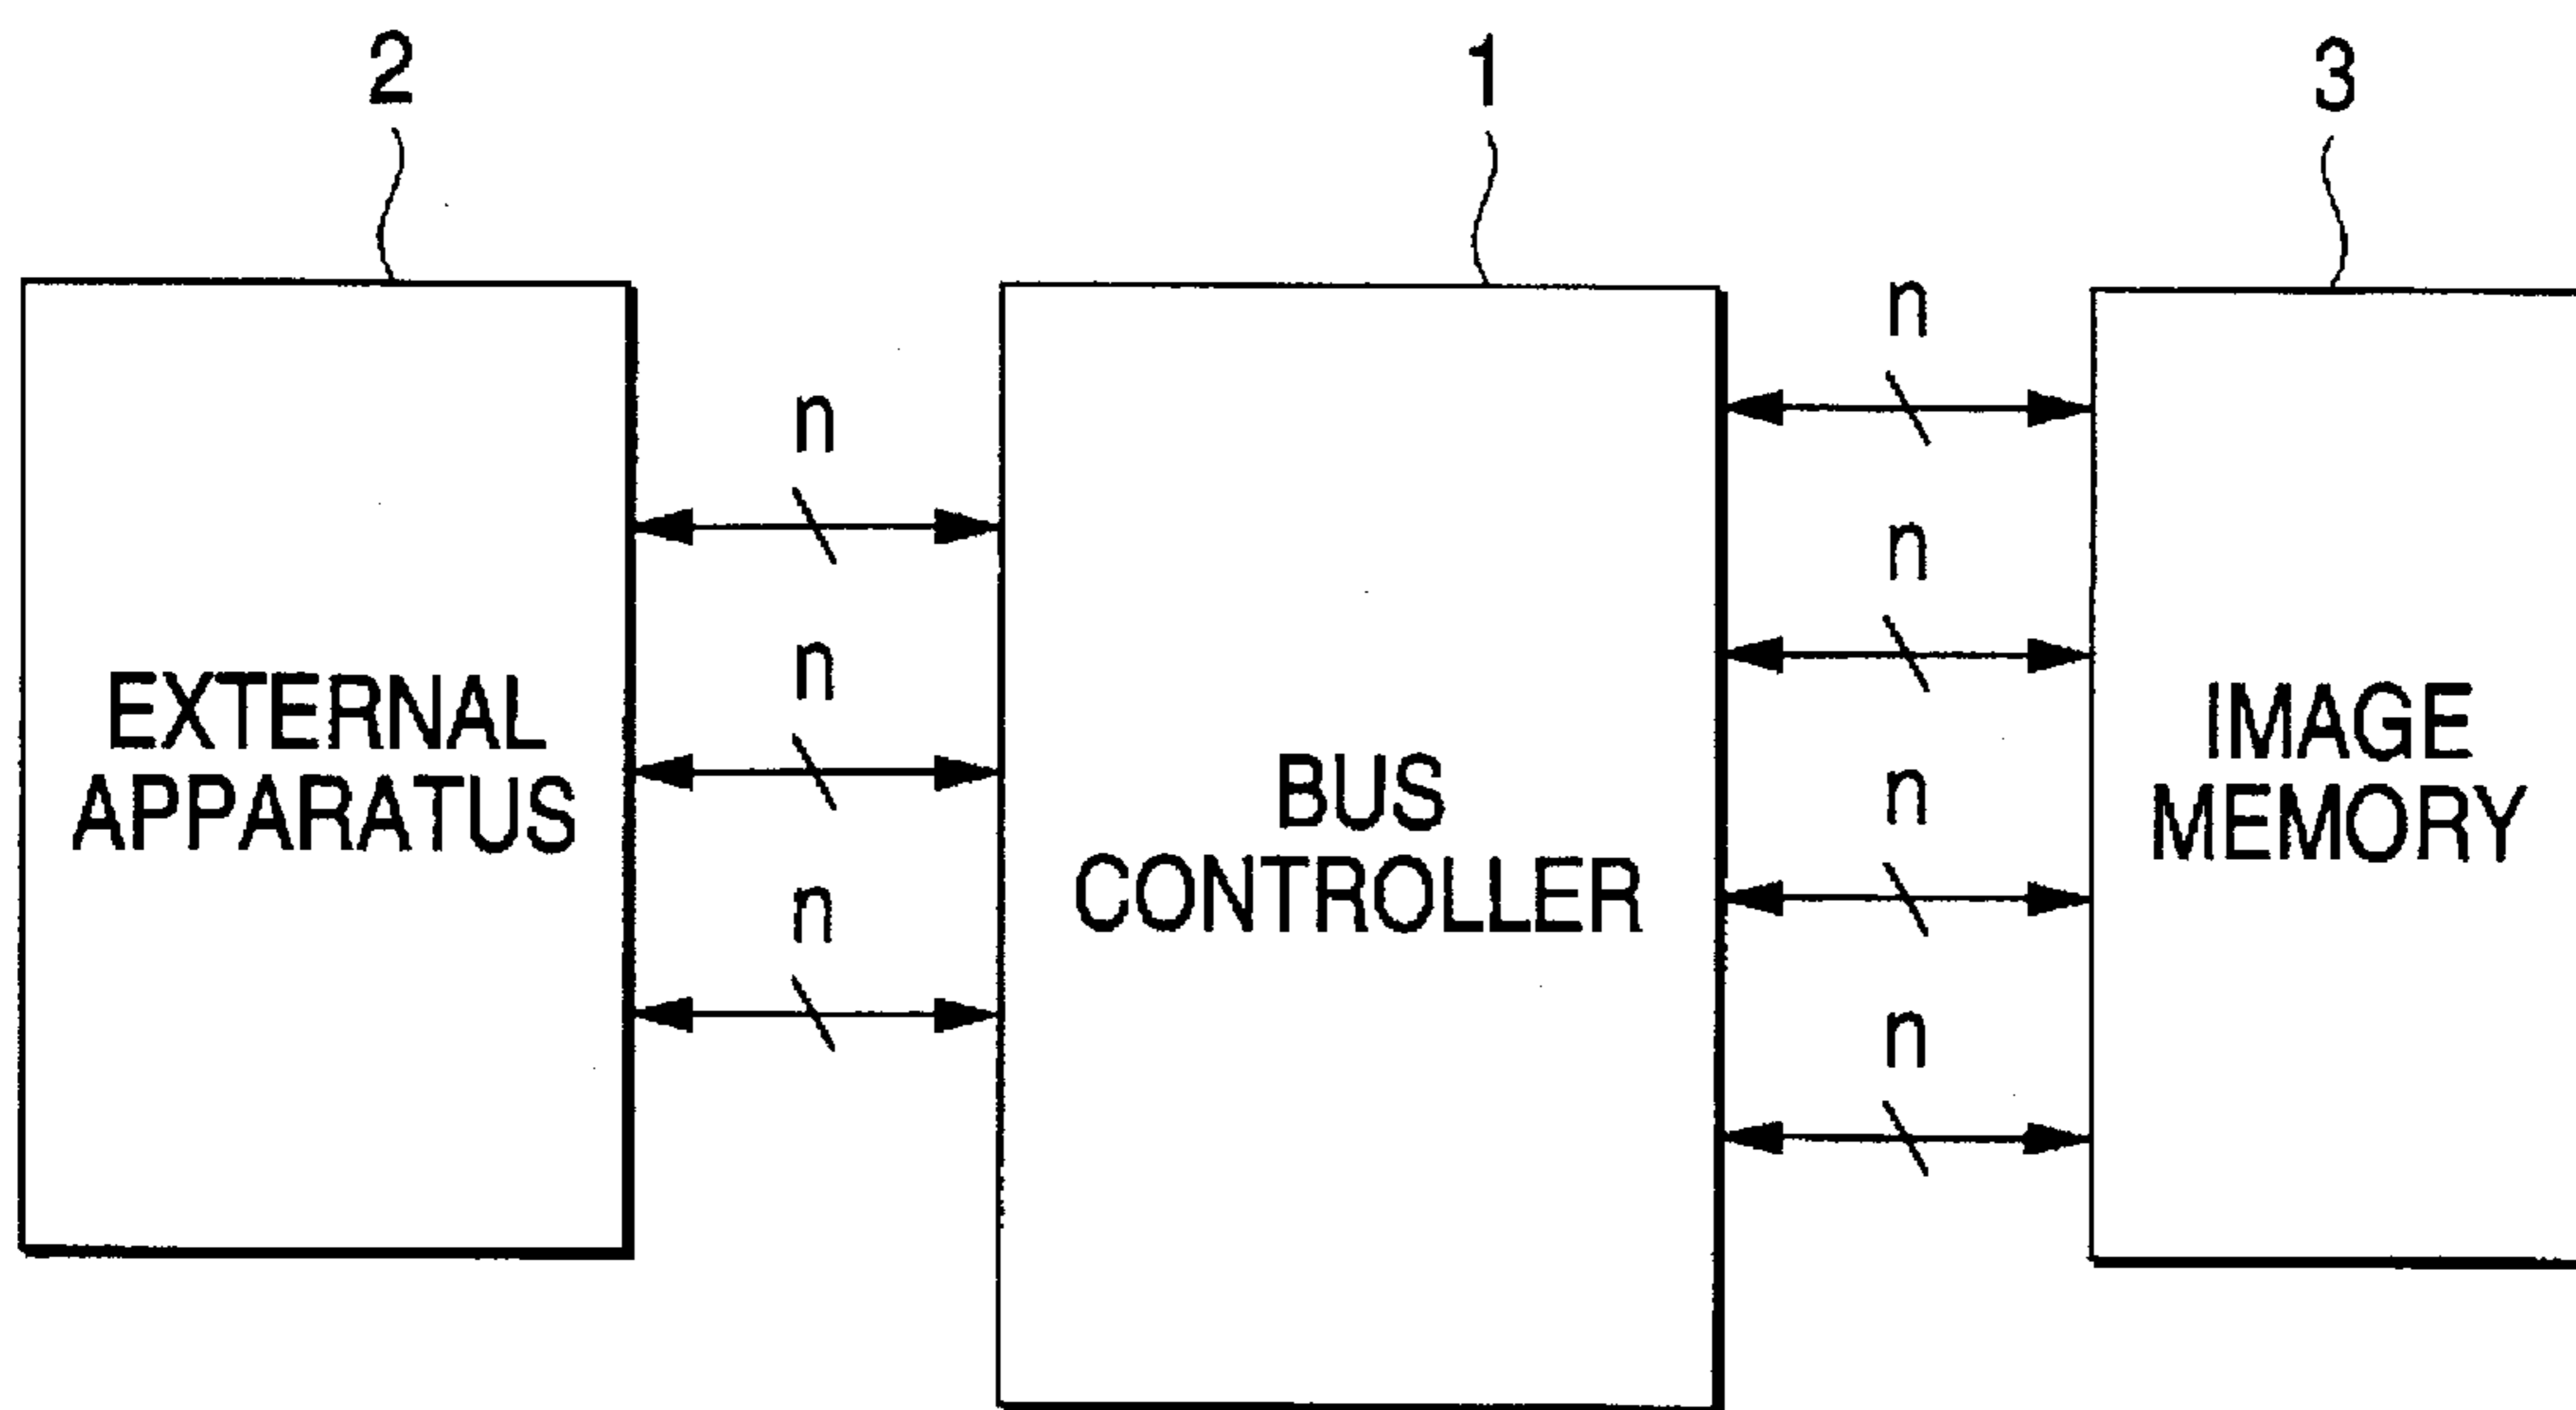 2
1
3
n
n
n
n
n
n
n
EXTERNAL
APPARATUS
BUS
CONTROLLER
IMAGE
MEMORY